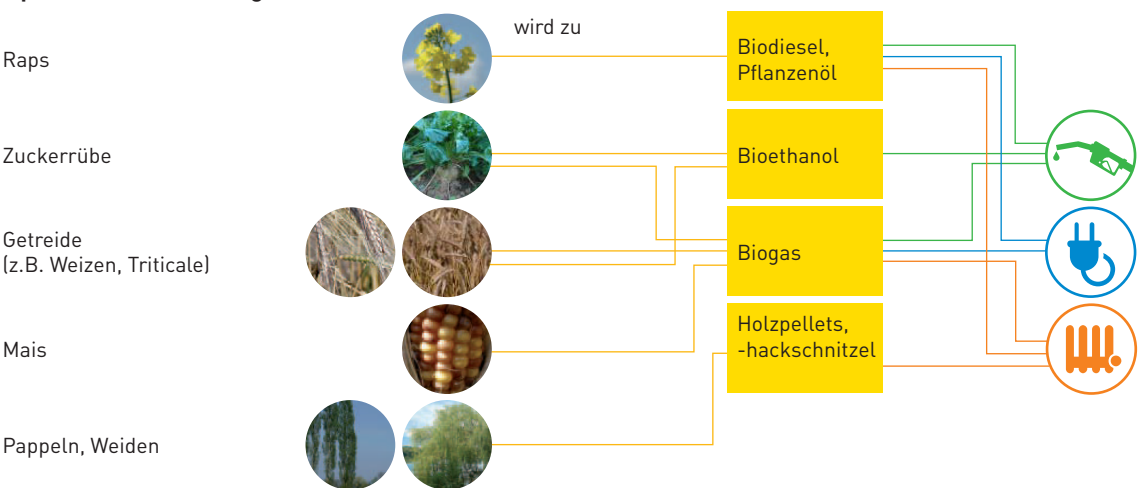 wird zu
Raps
Biodiesel,
Pflanzenöl
Zuckerrübe
Bioethanol
Getreide
(z.B. Weizen, Triticale)
Biogas
Mais
Holzpellets,
-hackschnitzel
Pappeln, Weiden